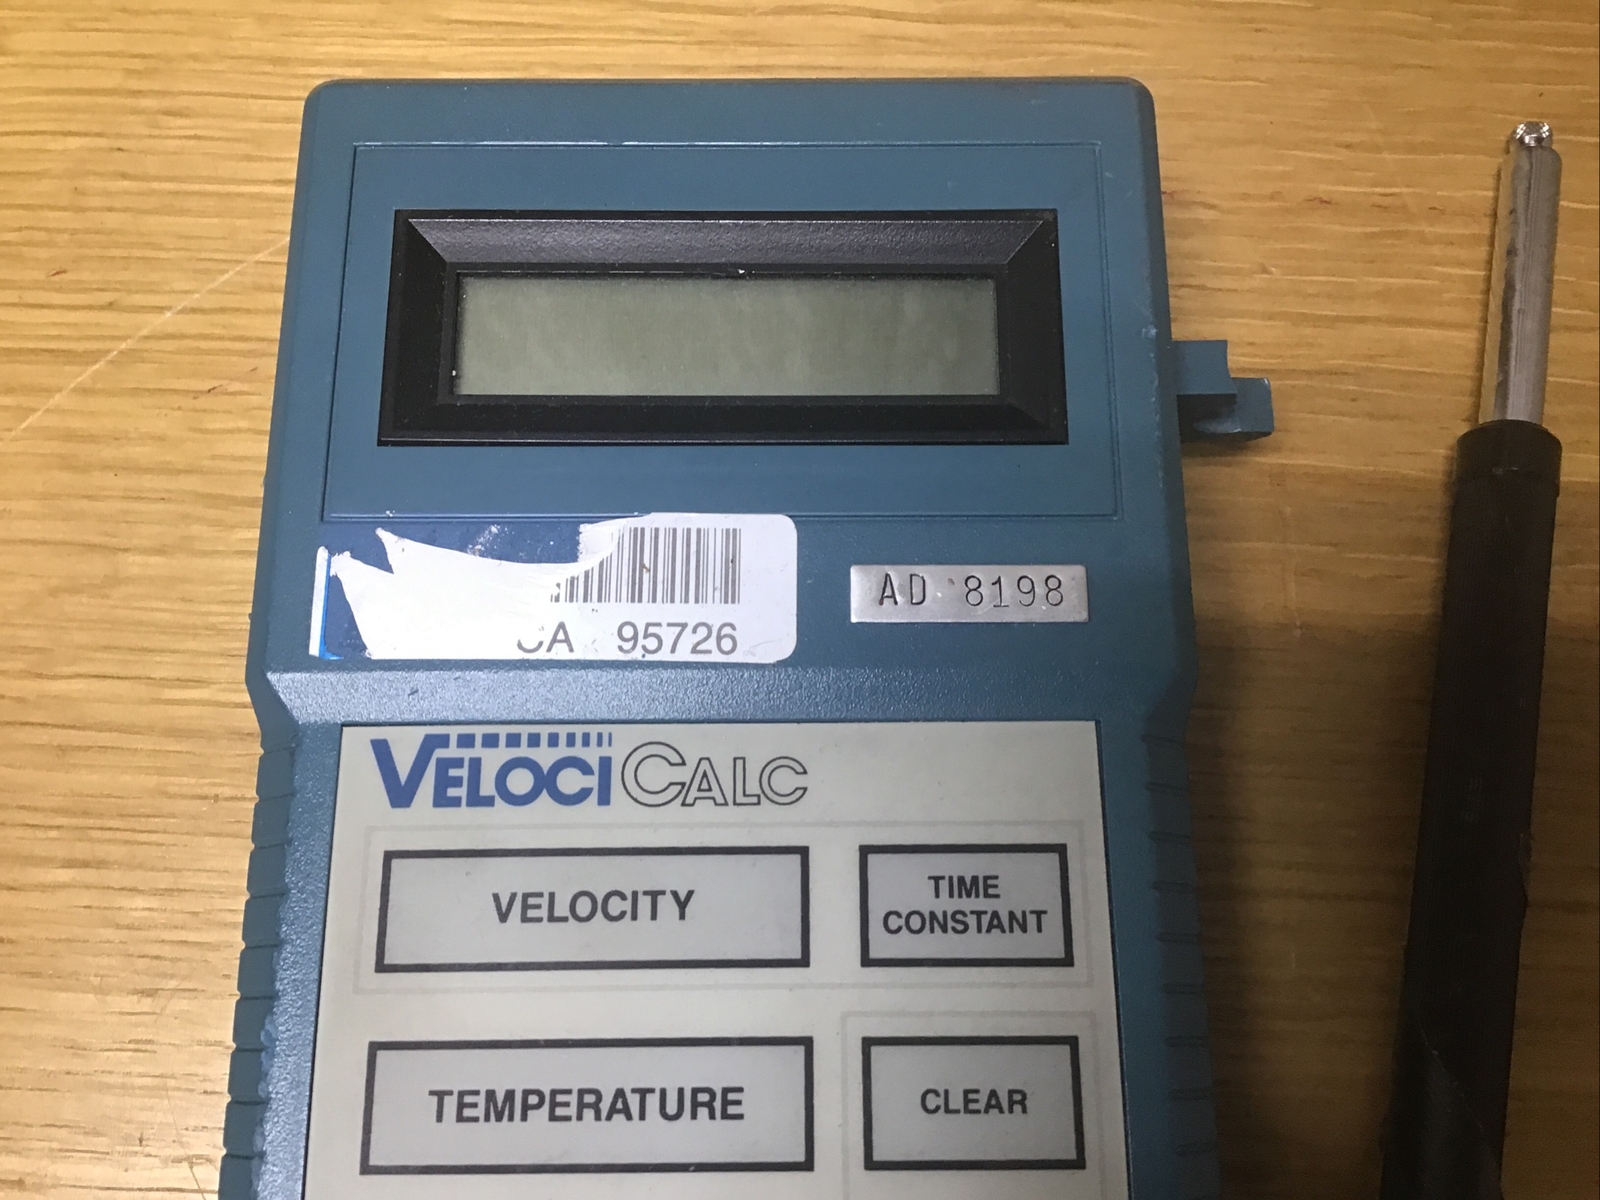 CA 95726
AD 8198
VELOCICALC
VELOCITY
TIME
CONSTANT
TEMPERATURE
CLEAR